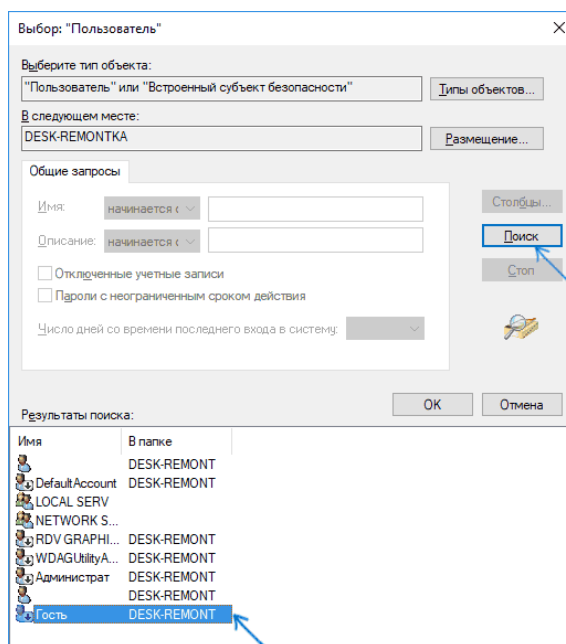 Выбор: "Пользователь"
Выберите тип объекта:
"Пользователь" или "Встроенный субъект безопасности"
Типы объектов...
В следующем месте:
DESK-REMONTKA
Размещение...
Общие запросы
Имя: начинается с
Столбцы...
Описание: начинается с
Поиск
Отключенные учетные записи
Стоп
Пароли с неограниченным сроком действия
Число дней со времени последнего входа в систему:
OK Отмена
Результаты поиска:
Имя В папке
DESK-REMONT
DefaultAccount DESK-REMONT
LOCAL SERV
NETWORK S...
RDV GRAPHI... DESK-REMONT
WDAGUtilityA... DESK-REMONT
Администрат DESK-REMONT
DESK-REMONT
Гость DESK-REMONT